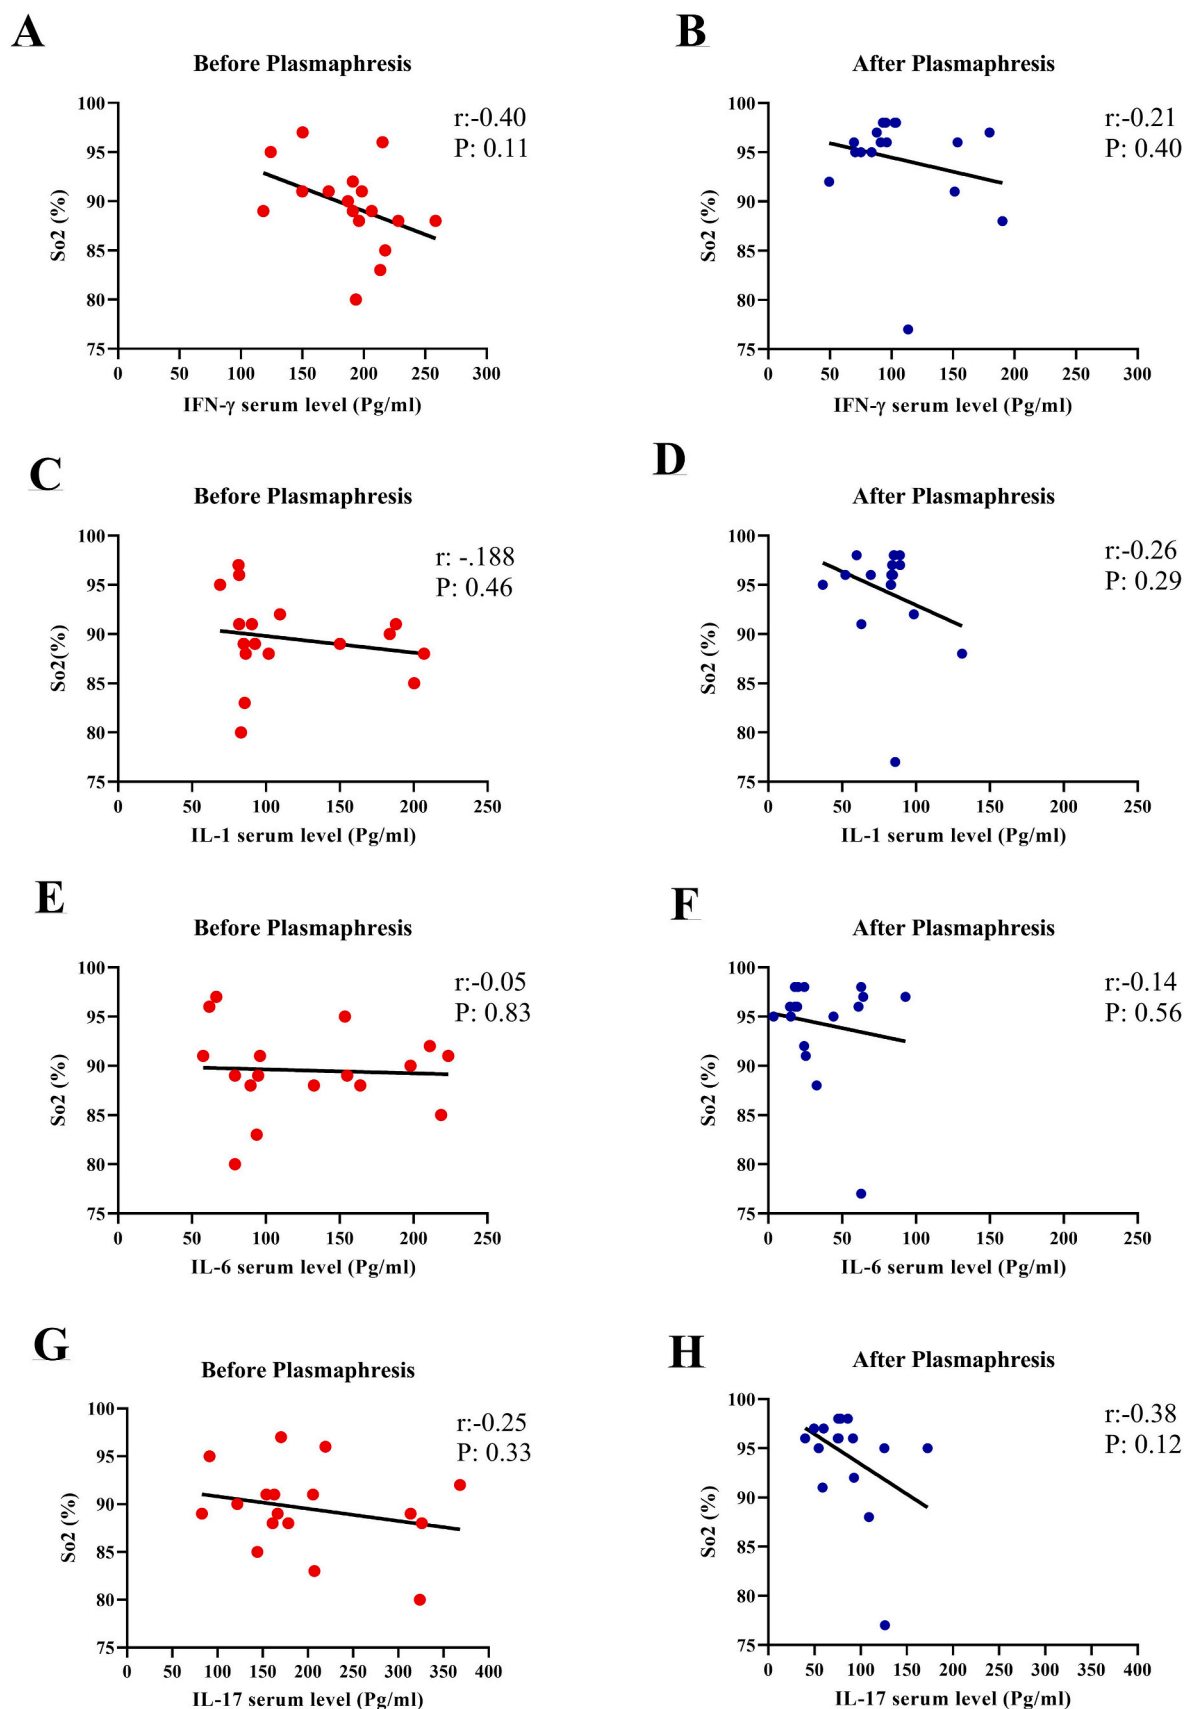 A
Before Plasmaphresis
r:-0.40
P: 0.11
So2 (%)
100
95
90
85
80
75
0 50 100 150 200 250 300
IFN-γ serum level (Pg/ml)
B
After Plasmaphresis
r:-0.21
P: 0.40
So2 (%)
100
95
90
85
80
75
0 50 100 150 200 250 300
IFN-γ serum level (Pg/ml)
C
Before Plasmaphresis
r: -.188
P: 0.46
So2(%)
100
95
90
85
80
75
0 50 100 150 200 250
IL-1 serum level (Pg/ml)
D
After Plasmaphresis
r:-0.26
P: 0.29
So2 (%)
100
95
90
85
80
75
0 50 100 150 200 250
IL-1 serum level (Pg/ml)
E
Before Plasmaphresis
r:-0.05
P: 0.83
So2 (%)
100
95
90
85
80
75
0 50 100 150 200 250
IL-6 serum level (Pg/ml)
F
After Plasmaphresis
r:-0.14
P: 0.56
So2 (%)
100
95
90
85
80
75
0 50 100 150 200 250
IL-6 serum level (Pg/ml)
G
Before Plasmaphresis
r:-0.25
P: 0.33
So2 (%)
100
95
90
85
80
75
0 50 100 150 200 250 300 350 400
IL-17 serum level (Pg/ml)
H
After Plasmaphresis
r:-0.38
P: 0.12
So2 (%)
100
95
90
85
80
75
0 50 100 150 200 250 300 350 400
IL-17 serum level (Pg/ml)